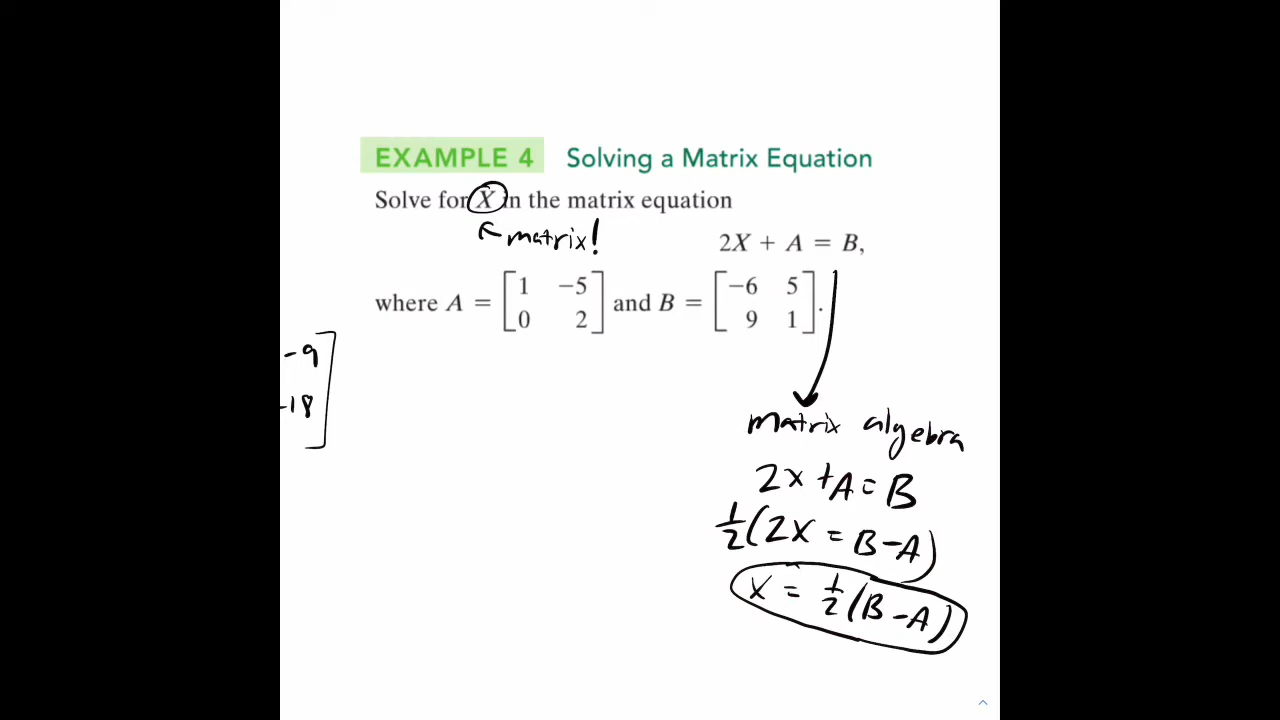 EXAMPLE 4 Solving a Matrix Equation
Solve for X in the matrix equation
↖ matrix!
2X + A = B,
where A = [1 −5 and B = [−6 5
0 2] 9 1].
-9
-18]
matrix algebra
2x + A = B
1/2(2X = B-A)
X = 1/2(B-A)